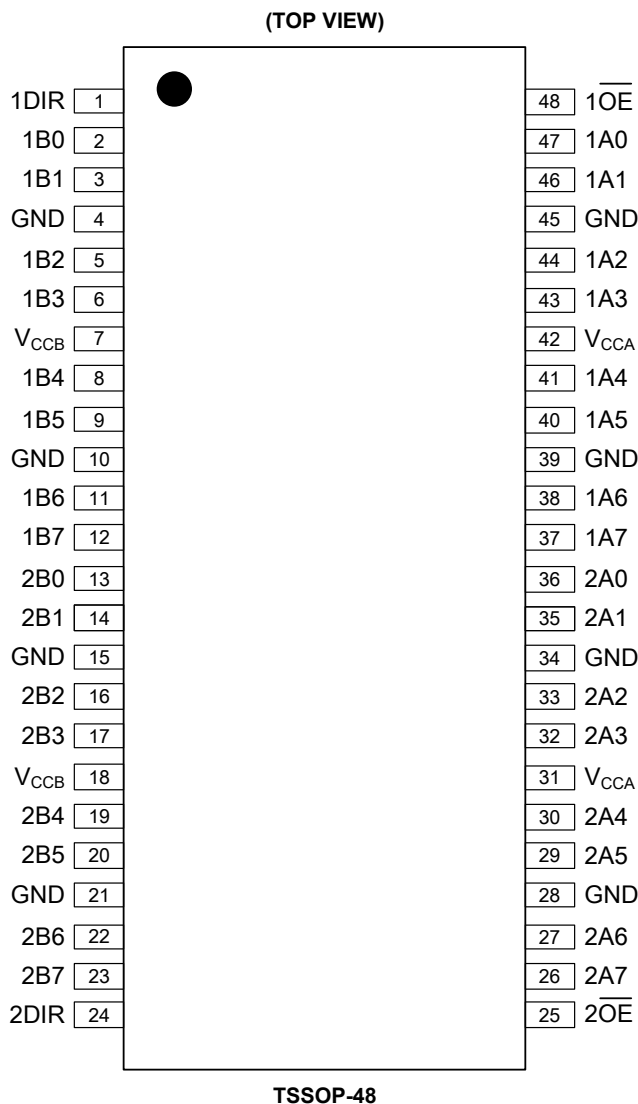 (TOP VIEW)
1DIR 1 48 1O̅E̅
1B0 2 47 1A0
1B1 3 46 1A1
GND 4 45 GND
1B2 5 44 1A2
1B3 6 43 1A3
VCCB 7 42 VCCA
1B4 8 41 1A4
1B5 9 40 1A5
GND 10 39 GND
1B6 11 38 1A6
1B7 12 37 1A7
2B0 13 36 2A0
2B1 14 35 2A1
GND 15 34 GND
2B2 16 33 2A2
2B3 17 32 2A3
VCCB 18 31 VCCA
2B4 19 30 2A4
2B5 20 29 2A5
GND 21 28 GND
2B6 22 27 2A6
2B7 23 26 2A7
2DIR 24 25 2O̅E̅
TSSOP-48